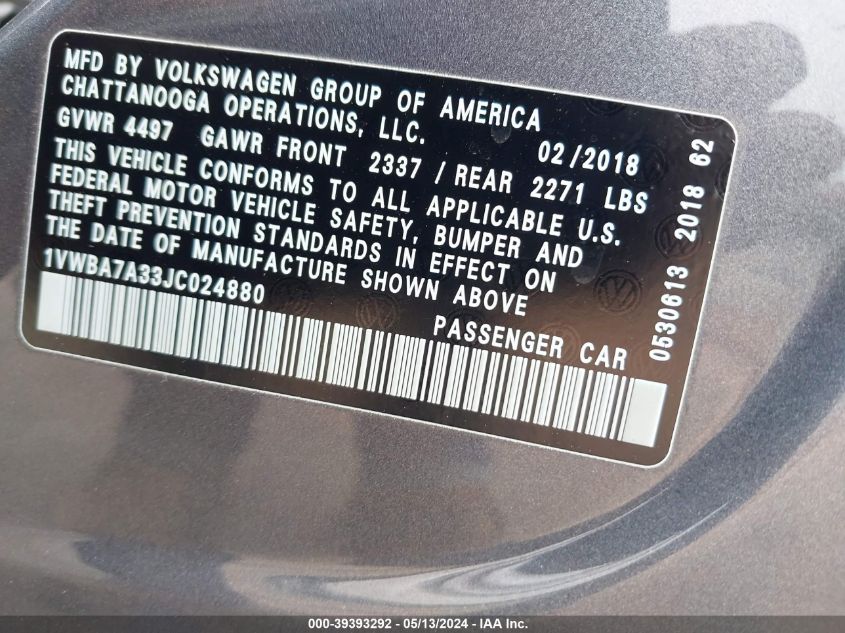 MFD BY VOLKSWAGEN GROUP OF AMERICA
CHATTANOOGA OPERATIONS, LLC.
02/2018
GVWR 4497 GAWR FRONT 2337 / REAR 2271 LBS
THIS VEHICLE CONFORMS TO ALL APPLICABLE U.S.
FEDERAL MOTOR VEHICLE SAFETY, BUMPER AND
THEFT PREVENTION STANDARDS IN EFFECT ON
THE DATE OF MANUFACTURE SHOWN ABOVE
1VWBA7A33JC024880
PASSENGER CAR
0530613 2018 62
000-39393292 - 05/13/2024 - IAA Inc.